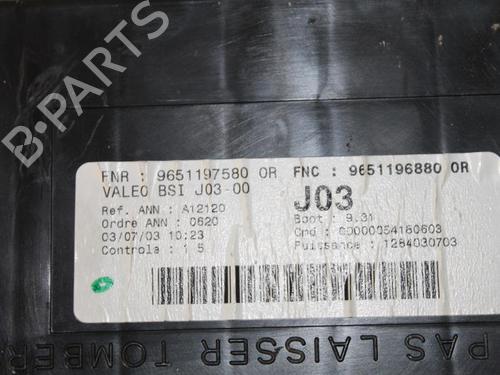 B-PARTS
FNR : 9651197580 OR FNC : 9651196880 OR
VALEO BSI J03-00
J03
Ref. ANN : A12120
Boot : 9.31
Ordre ANN : 0620
Cmd : 00000054180603
03/07/03 10:23
Puissance : 1284030703
Controle : 1 5
PAS LAISSER TOMBER